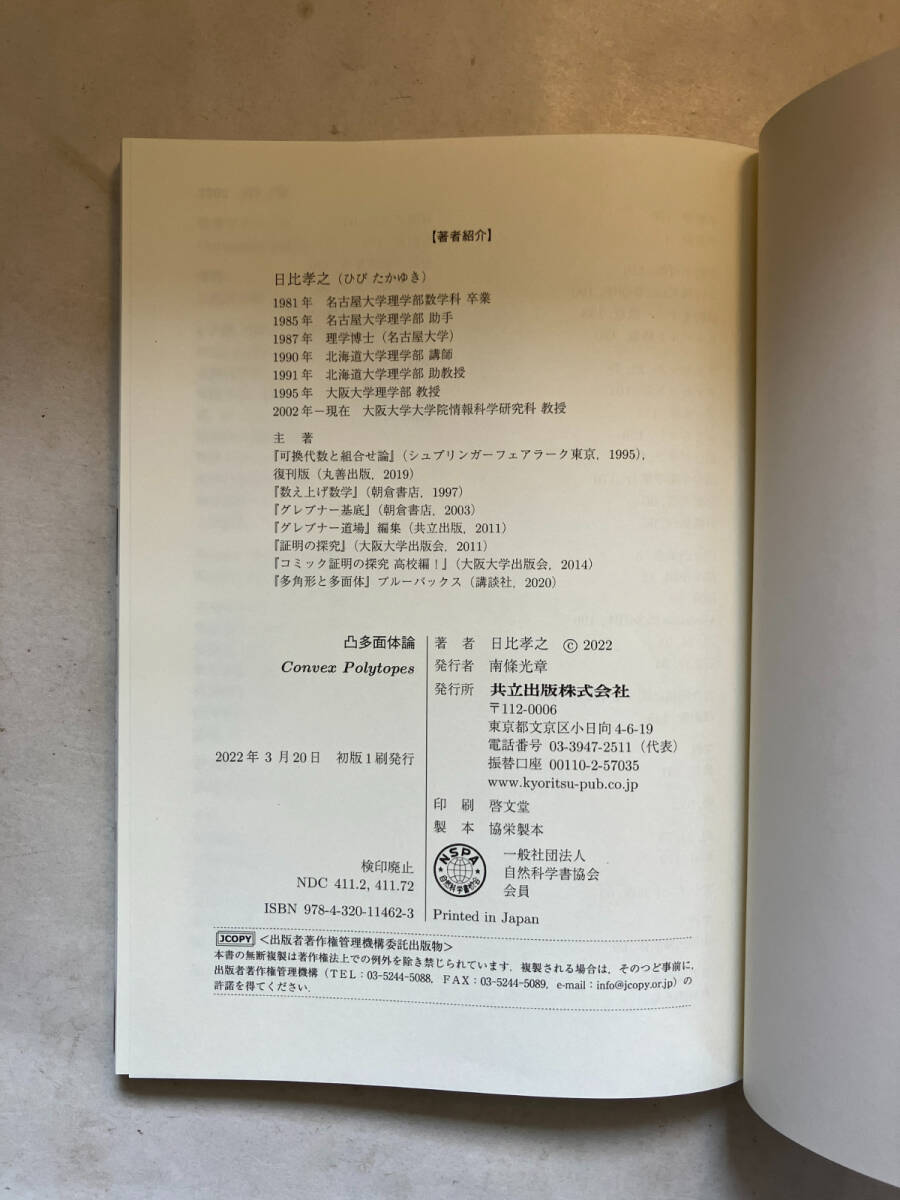 【著者紹介】
日比孝之(ひび たかゆき)
1981年 名古屋大学理学部数学科 卒業
1985年 名古屋大学理学部 助手
1987年 理学博士(名古屋大学)
1990年 北海道大学理学部 講師
1991年 北海道大学理学部 助教授
1995年 大阪大学理学部 教授
2002年－現在 大阪大学大学院情報科学研究科 教授
主 著
『可換代数と組合せ論』(シュプリンガーフェアラーク東京, 1995),
復刊版(丸善出版, 2019)
『数え上げ数学』(朝倉書店, 1997)
『グレブナー基底』(朝倉書店, 2003)
『グレブナー道場』編集(共立出版, 2011)
『証明の探究』(大阪大学出版会, 2011)
『コミック証明の探究 高校編！』(大阪大学出版会, 2014)
『多角形と多面体』ブルーバックス(講談社, 2020)
凸多面体論
Convex Polytopes
2022年3月20日 初版1刷発行
検印廃止
NDC 411.2, 411.72
ISBN 978-4-320-11462-3
著 者 日比孝之 ⓒ 2022
発行者 南條光章
発行所 共立出版株式会社
〒112-0006
東京都文京区小日向4-6-19
電話番号 03-3947-2511(代表)
振替口座 00110-2-57035
www.kyoritsu-pub.co.jp
印 刷 啓文堂
製 本 協栄製本
NSPA
自然科学書協会
一般社団法人
自然科学書協会
会員
Printed in Japan
JCOPY <出版者著作権管理機構委託出版物>
本書の無断複製は著作権法上での例外を除き禁じられています. 複製される場合は, そのつど事前に,
出版者著作権管理機構(TEL：03-5244-5088, FAX：03-5244-5089, e-mail：info@jcopy.or.jp)の
許諾を得てください.